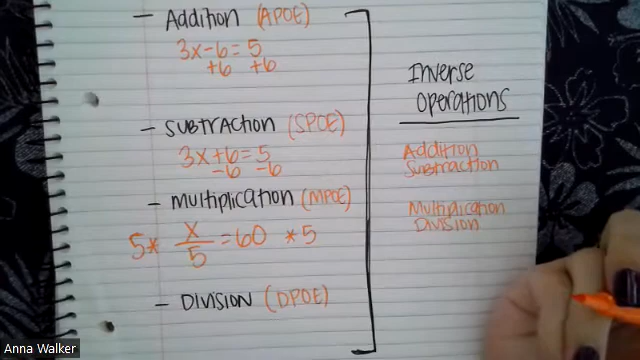 - Addition (APOE)
3x-6=5
+6 +6
- Subtraction (SPOE)
3x+6=5
-6 -6
- Multiplication (MPOE)
5* x/5 = 60 *5
- Division (DPOE)
Inverse
Operations
Addition
Subtraction
Multiplication
Division
Anna Walker